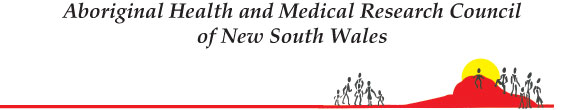 Aboriginal Health and Medical Research Council
of New South Wales